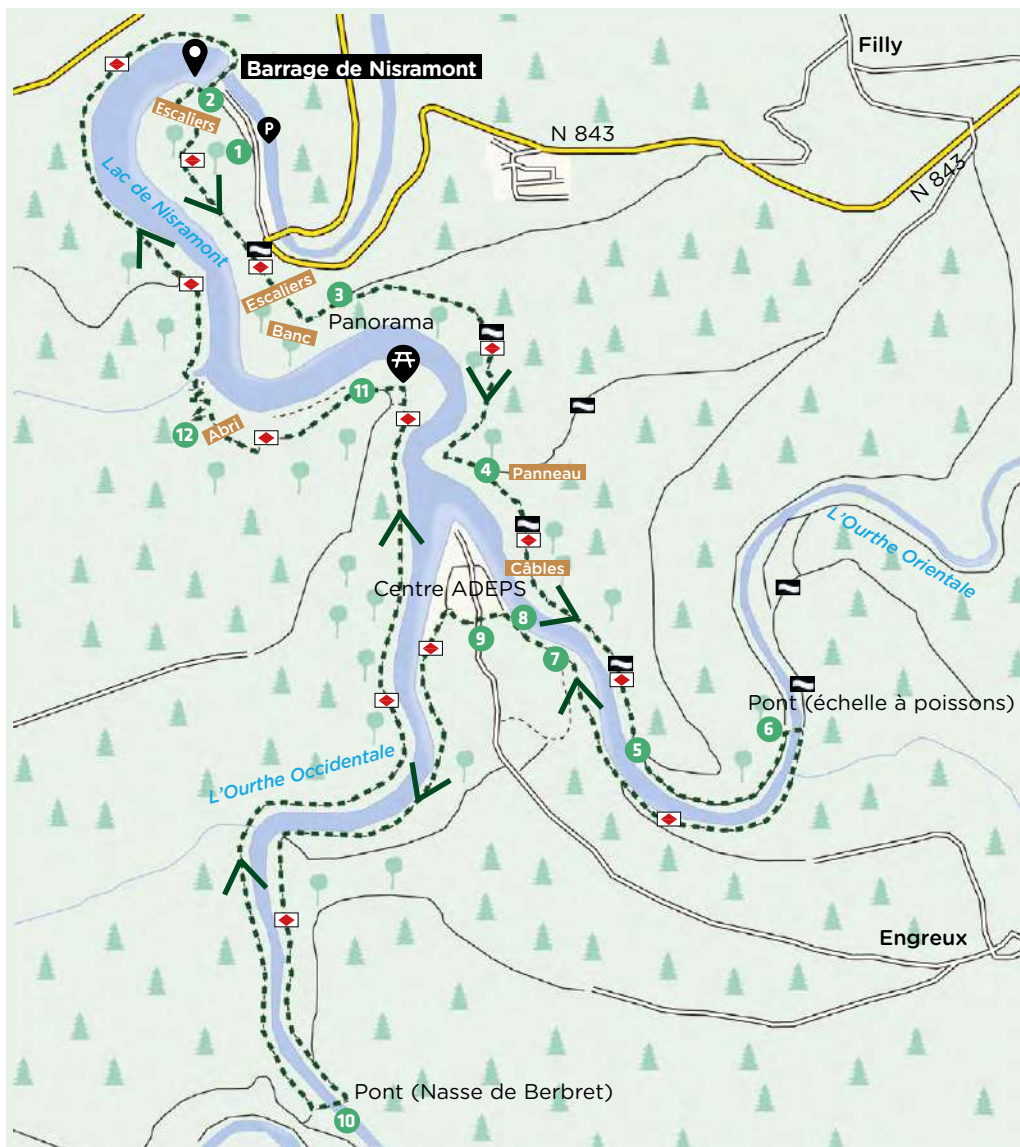 Filly
Barrage de Nisramont
2
Escaliers
P
1
N 843
N 843
Lac de Nisramont
Escaliers
3
Banc
Panorama
11
12
Abri
4
Panneau
L'Ourthe Orientale
Câbles
Centre ADEPS
8
9
7
Pont (échelle à poissons)
6
5
L'Ourthe Occidentale
Engreux
Pont (Nasse de Berbret)
10